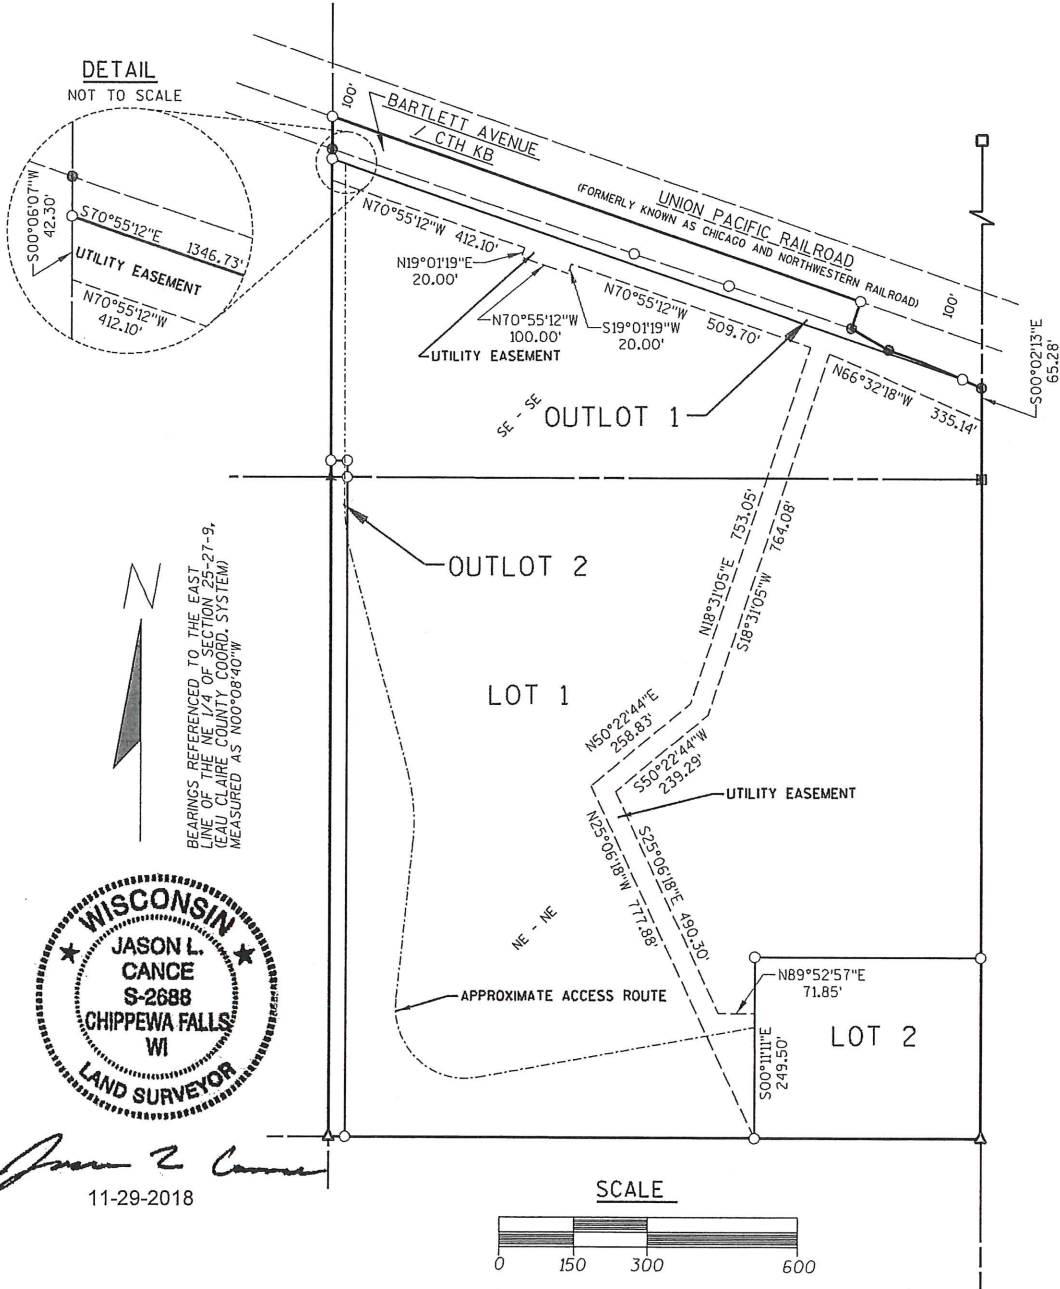 DETAIL
NOT TO SCALE
S00°06'07"W
42.30'
S70°55'12"E 1346.73'
UTILITY EASEMENT
N70°55'12"W
412.10'
100'
BARTLETT AVENUE
/ CTH KB
UNION PACIFIC RAILROAD
(FORMERLY KNOWN AS CHICAGO AND NORTHWESTERN RAILROAD)
100'
S00°02'13"E
65.28'
N70°55'12"W 412.10'
N19°01'19"E
20.00'
N70°55'12"W
100.00'
S19°01'19"W
20.00'
N70°55'12"W 509.70'
UTILITY EASEMENT
N66°32'18"W 335.14'
SE - SE
OUTLOT 1
OUTLOT 2
N18°31'05"E 753.05'
S18°31'05"W 764.08'
N
BEARINGS REFERENCED TO THE EAST
LINE OF THE NE 1/4 OF SECTION 25-27-9,
(EAU CLAIRE COUNTY COORD. SYSTEM)
MEASURED AS N00°08'40"W
LOT 1
N50°22'44"E
258.83'
S50°22'44"W
239.29'
UTILITY EASEMENT
N25°06'18"W 777.88'
S25°06'18"E 490.30'
NE - NE
APPROXIMATE ACCESS ROUTE
N89°52'57"E
71.85'
LOT 2
S00°11'11"E
249.50'
WISCONSIN
JASON L.
CANCE
S-2688
CHIPPEWA FALLS
WI
LAND SURVEYOR
11-29-2018
SCALE
0 150 300 600